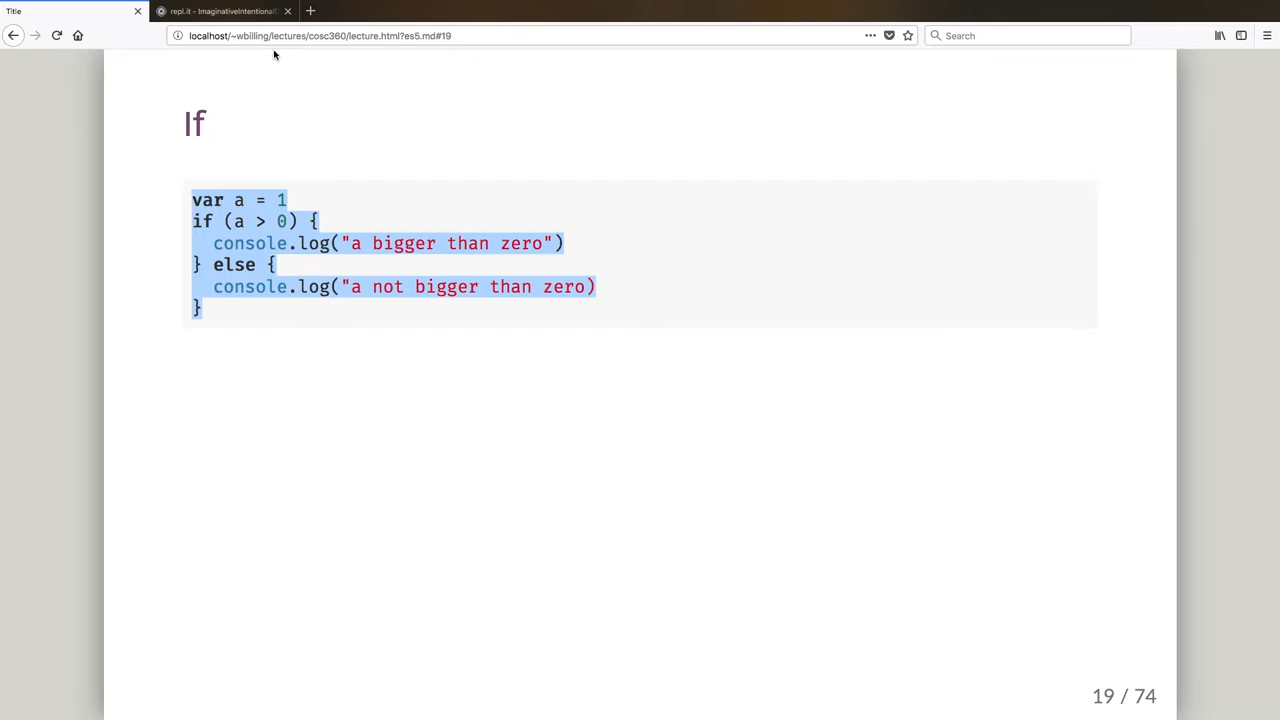 Title
repl.it - ImaginativeIntentional
localhost/~wbilling/lectures/cosc360/lecture.html?es5.md#19
Search
If
var a = 1
if (a > 0) {
  console.log("a bigger than zero")
} else {
  console.log("a not bigger than zero)
}
19 / 74